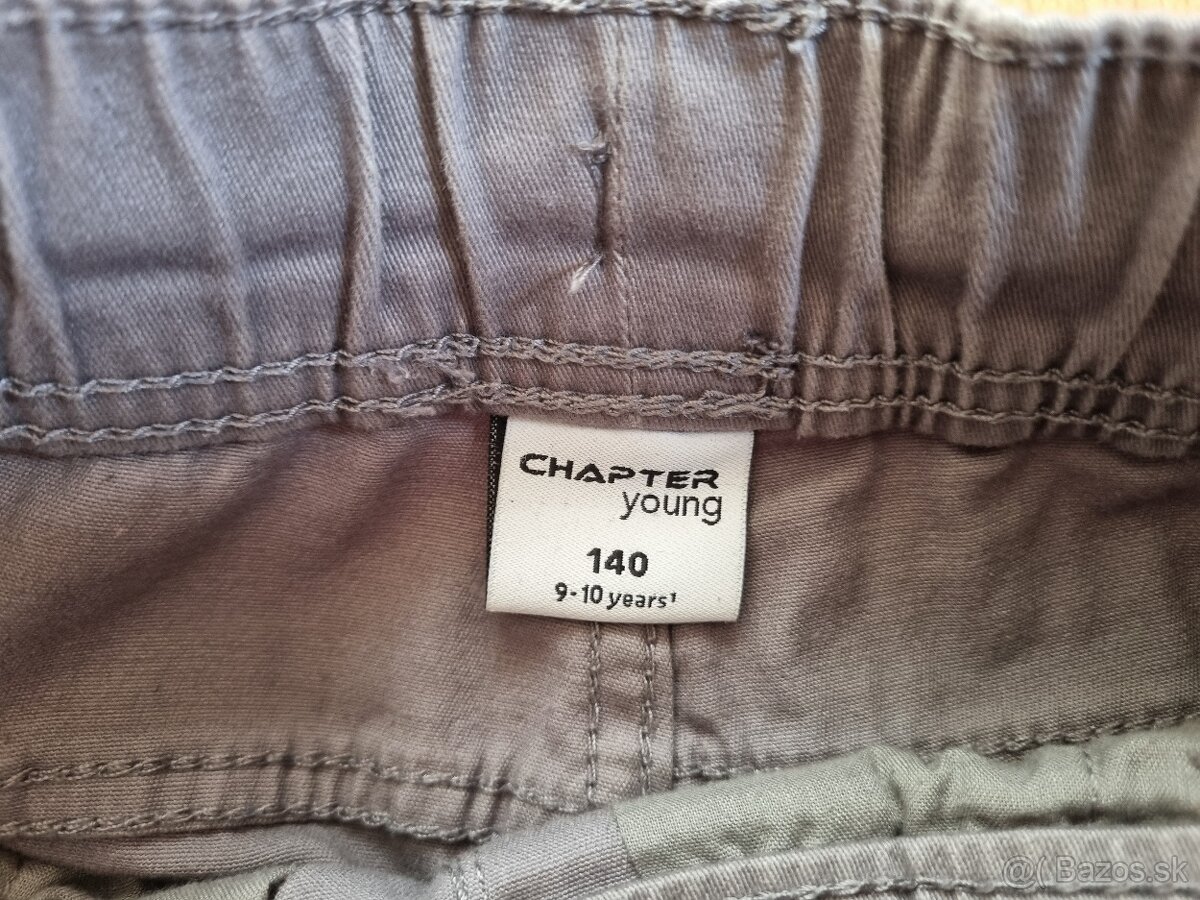 CHAPTER
young
140
9-10 years¹
@( Bazos.sk